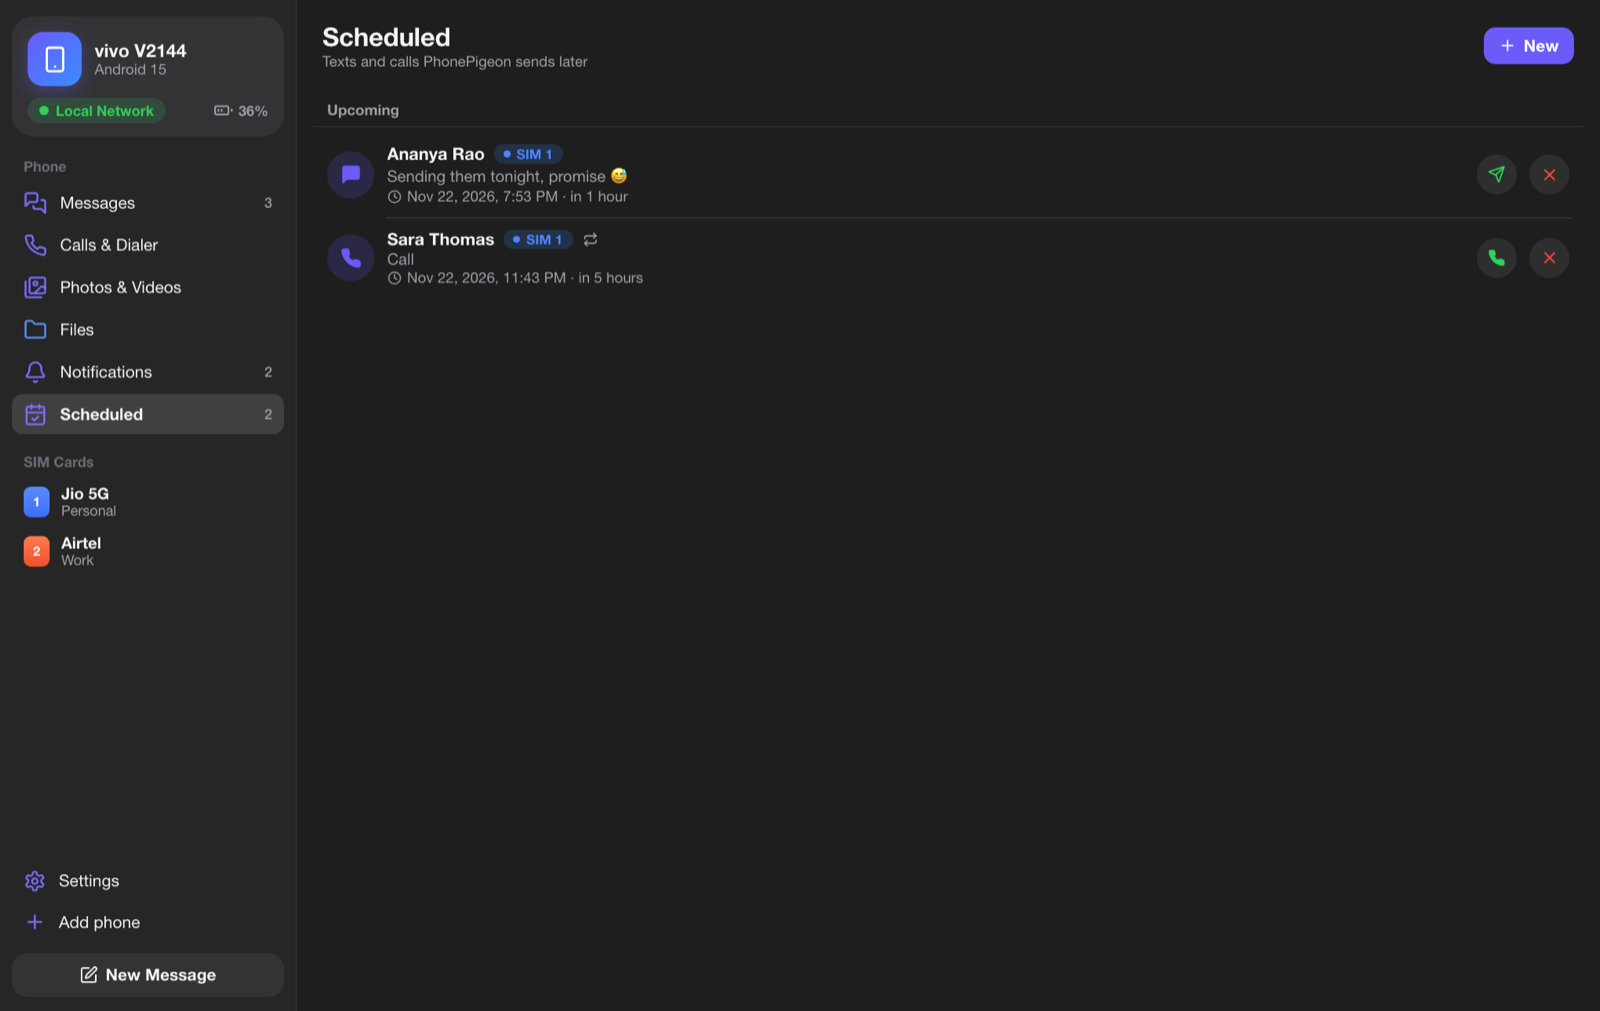 vivo V2144
Android 15
Local Network
36%
Phone
Messages 3
Calls & Dialer
Photos & Videos
Files
Notifications 2
Scheduled 2
SIM Cards
1
Jio 5G
Personal
2
Airtel
Work
Settings
Add phone
New Message
Scheduled
Texts and calls PhonePigeon sends later
+ New
Upcoming
Ananya Rao SIM 1
Sending them tonight, promise 😅
Nov 22, 2026, 7:53 PM · in 1 hour
Sara Thomas SIM 1
Call
Nov 22, 2026, 11:43 PM · in 5 hours